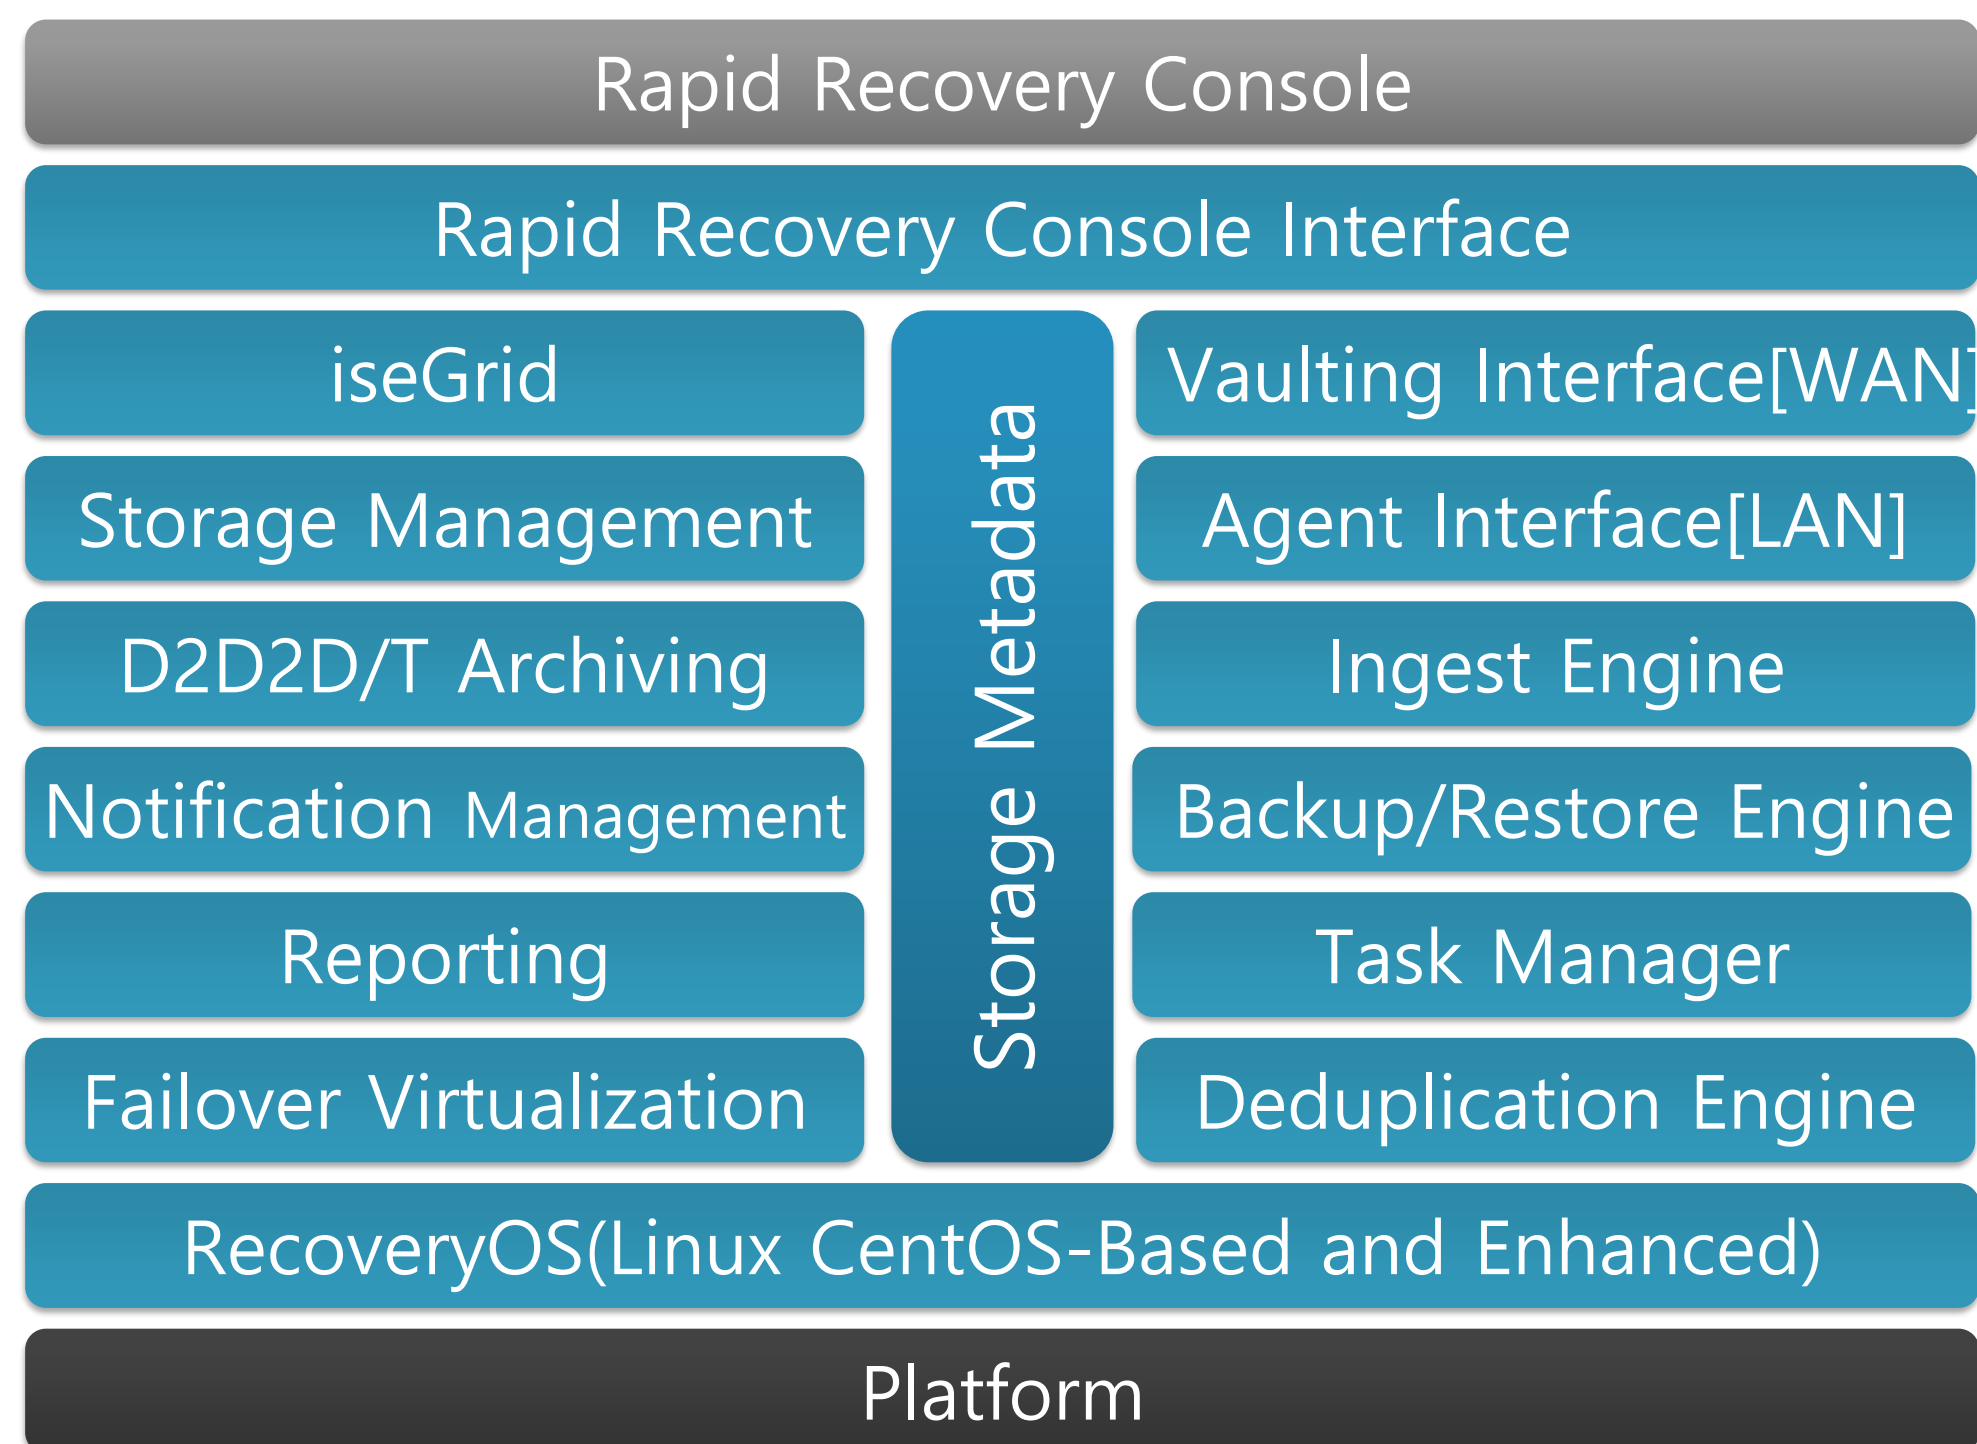 Rapid Recovery Console
Rapid Recovery Console Interface
iseGrid
Storage Management
D2D2D/T Archiving
Notification Management
Reporting
Failover Virtualization
Storage Metadata
Vaulting Interface[WAN]
Agent Interface[LAN]
Ingest Engine
Backup/Restore Engine
Task Manager
Deduplication Engine
RecoveryOS(Linux CentOS-Based and Enhanced)
Platform